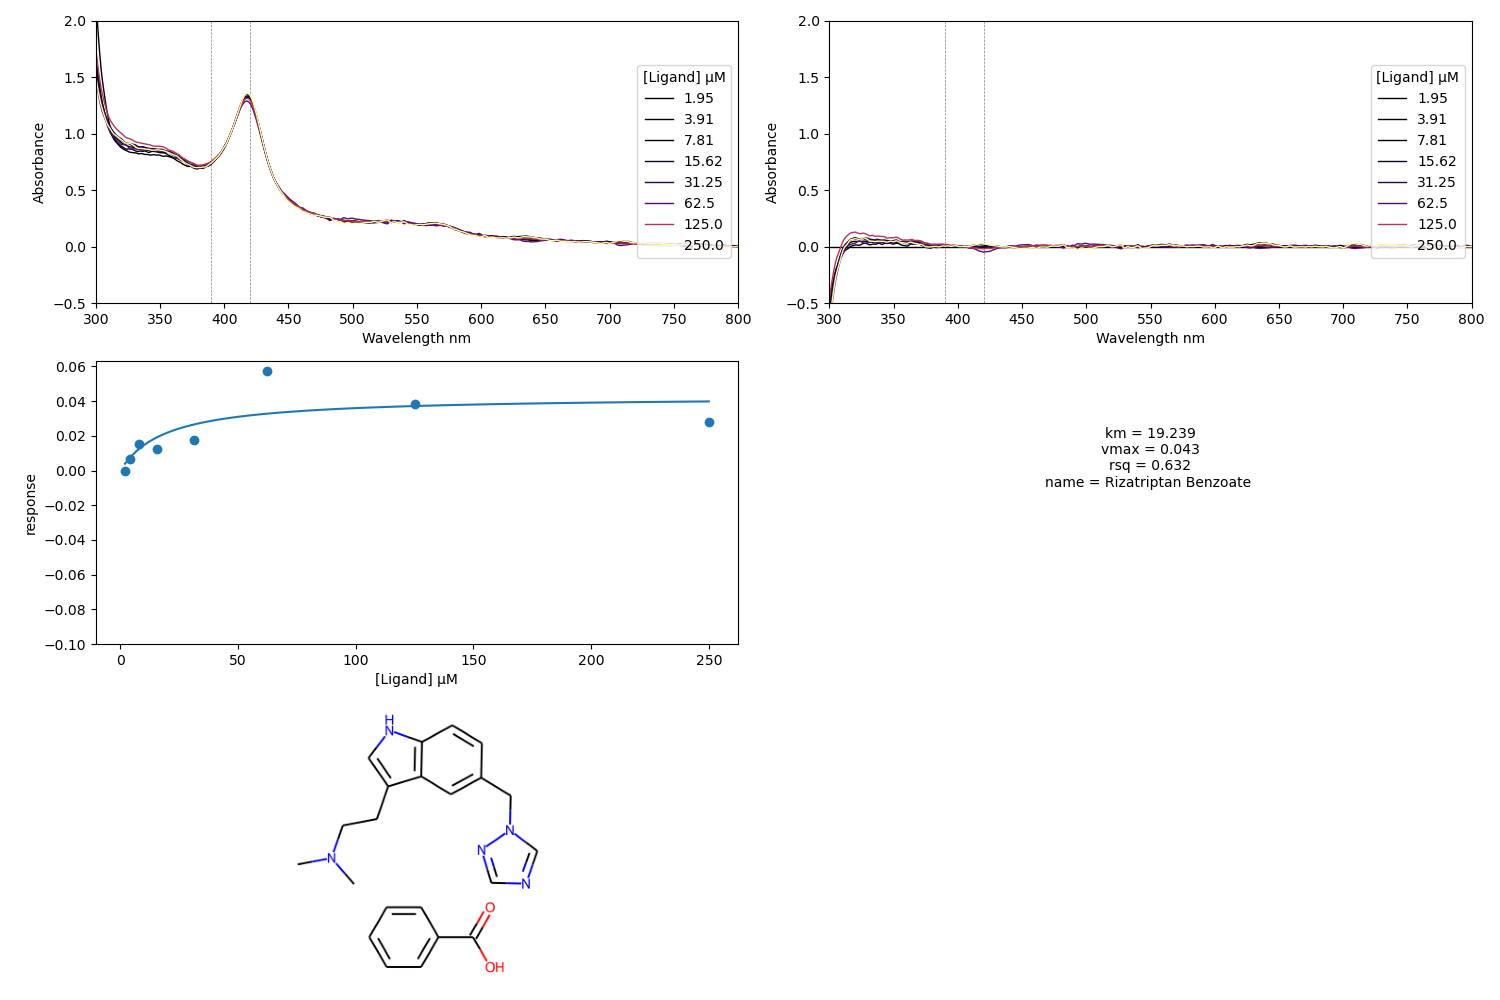 2.0
1.5
1.0
0.5
0.0
−0.5
Absorbance
300 350 400 450 500 550 600 650 700 750 800
Wavelength nm
[Ligand] µM
1.95
3.91
7.81
15.62
31.25
62.5
125.0
250.0
2.0
1.5
1.0
0.5
0.0
−0.5
Absorbance
300 350 400 450 500 550 600 650 700 750 800
Wavelength nm
[Ligand] µM
1.95
3.91
7.81
15.62
31.25
62.5
125.0
250.0
0.06
0.04
0.02
0.00
−0.02
−0.04
−0.06
−0.08
−0.10
response
0 50 100 150 200 250
[Ligand] µM
km = 19.239
vmax = 0.043
rsq = 0.632
name = Rizatriptan Benzoate
H
N
N
N
N
N
O
OH